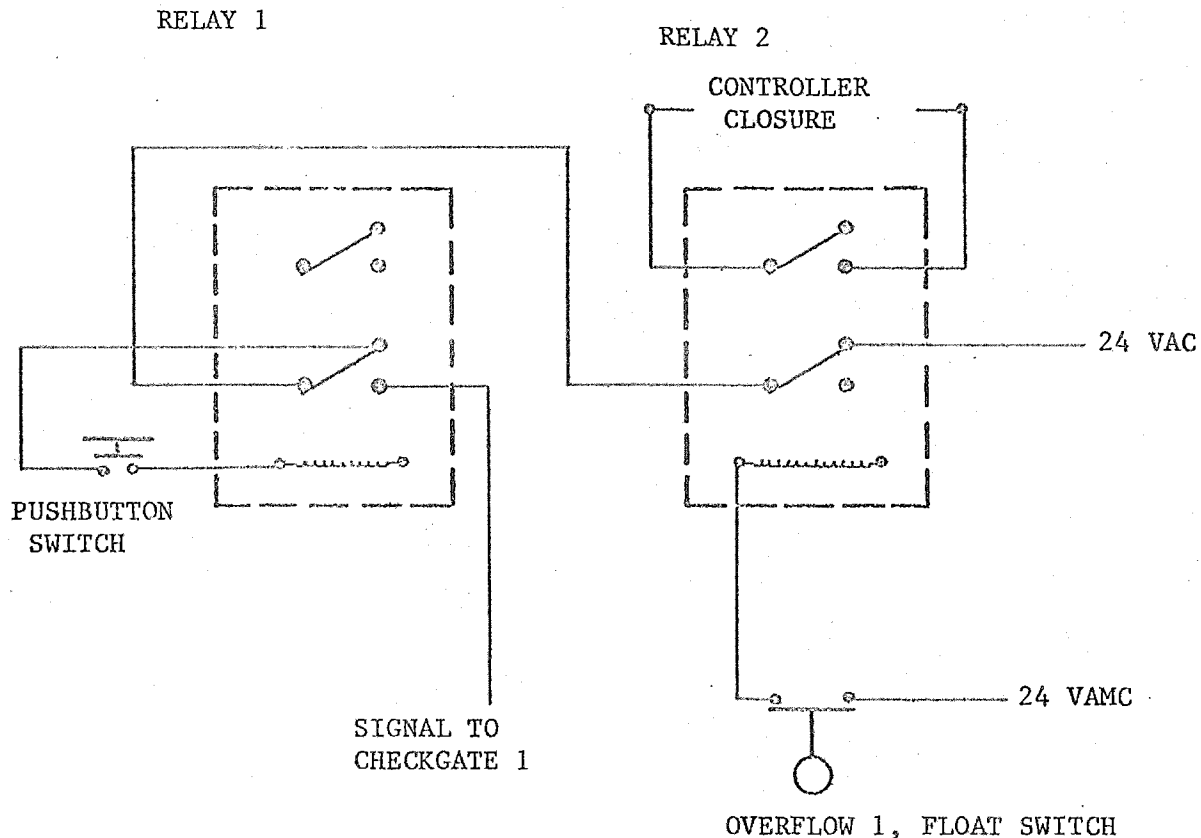 RELAY 1
RELAY 2
CONTROLLER
CLOSURE
24 VAC
PUSHBUTTON
SWITCH
SIGNAL TO
CHECKGATE 1
24 VAMC
OVERFLOW 1, FLOAT SWITCH